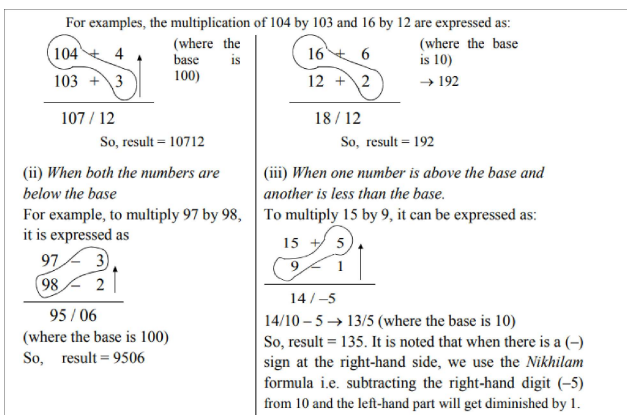 For examples, the multiplication of 104 by 103 and 16 by 12 are expressed as:
104 + 4 (where the
base is
100)
103 + 3
107 / 12
So, result = 10712
16 + 6 (where the base
is 10)
12 + 2 → 192
18 / 12
So, result = 192
(ii) When both the numbers are
below the base
For example, to multiply 97 by 98,
it is expressed as
97 – 3
98 – 2
95 / 06
(where the base is 100)
So, result = 9506
(iii) When one number is above the base and
another is less than the base.
To multiply 15 by 9, it can be expressed as:
15 + 5
9 – 1
14 / –5
14/10 – 5 → 13/5 (where the base is 10)
So, result = 135. It is noted that when there is a (–)
sign at the right-hand side, we use the Nikhilam
formula i.e. subtracting the right-hand digit (–5)
from 10 and the left-hand part will get diminished by 1.